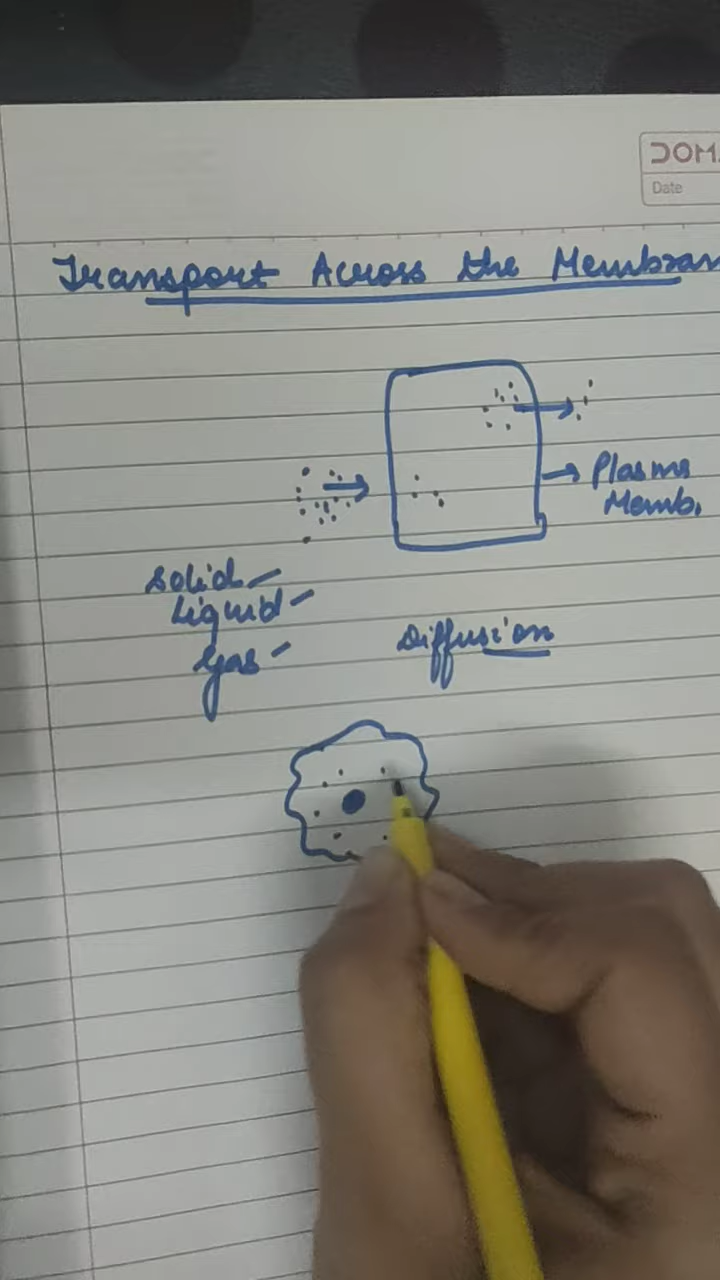 DOM
Date
Transport Across the Membran
Plasma
Memb.
Solid
Liquid
Gas
Diffusion